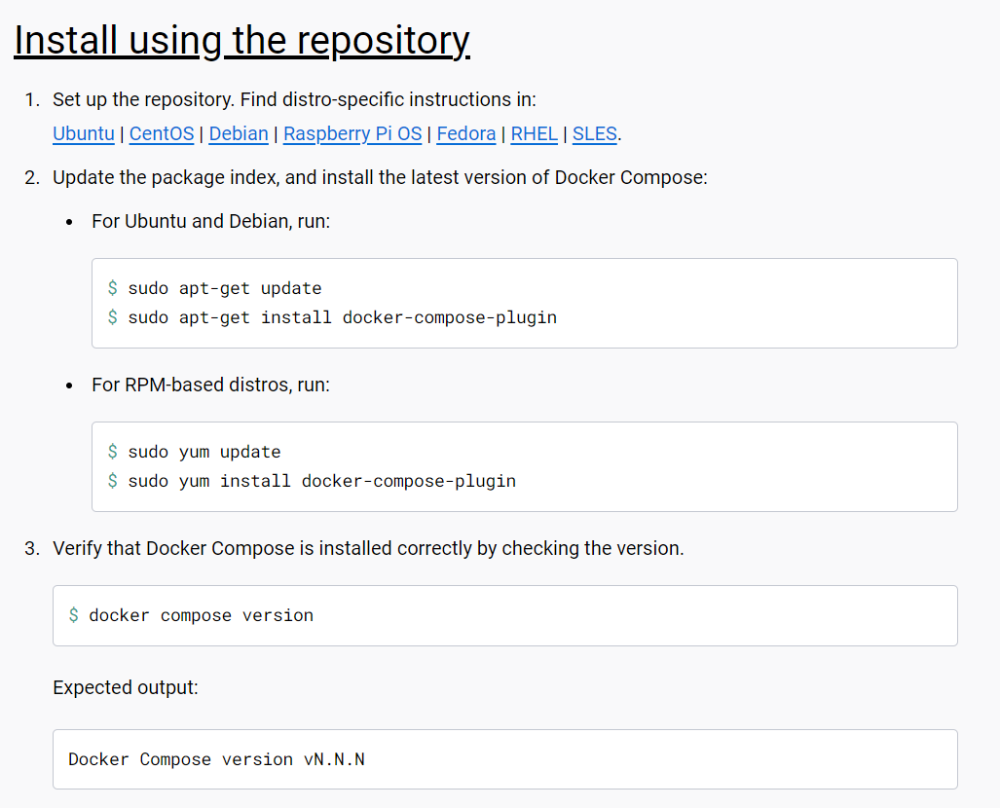 Install using the repository
1. Set up the repository. Find distro-specific instructions in:
Ubuntu | CentOS | Debian | Raspberry Pi OS | Fedora | RHEL | SLES.
2. Update the package index, and install the latest version of Docker Compose:
• For Ubuntu and Debian, run:
$ sudo apt-get update
$ sudo apt-get install docker-compose-plugin
• For RPM-based distros, run:
$ sudo yum update
$ sudo yum install docker-compose-plugin
3. Verify that Docker Compose is installed correctly by checking the version.
$ docker compose version
Expected output:
Docker Compose version vN.N.N